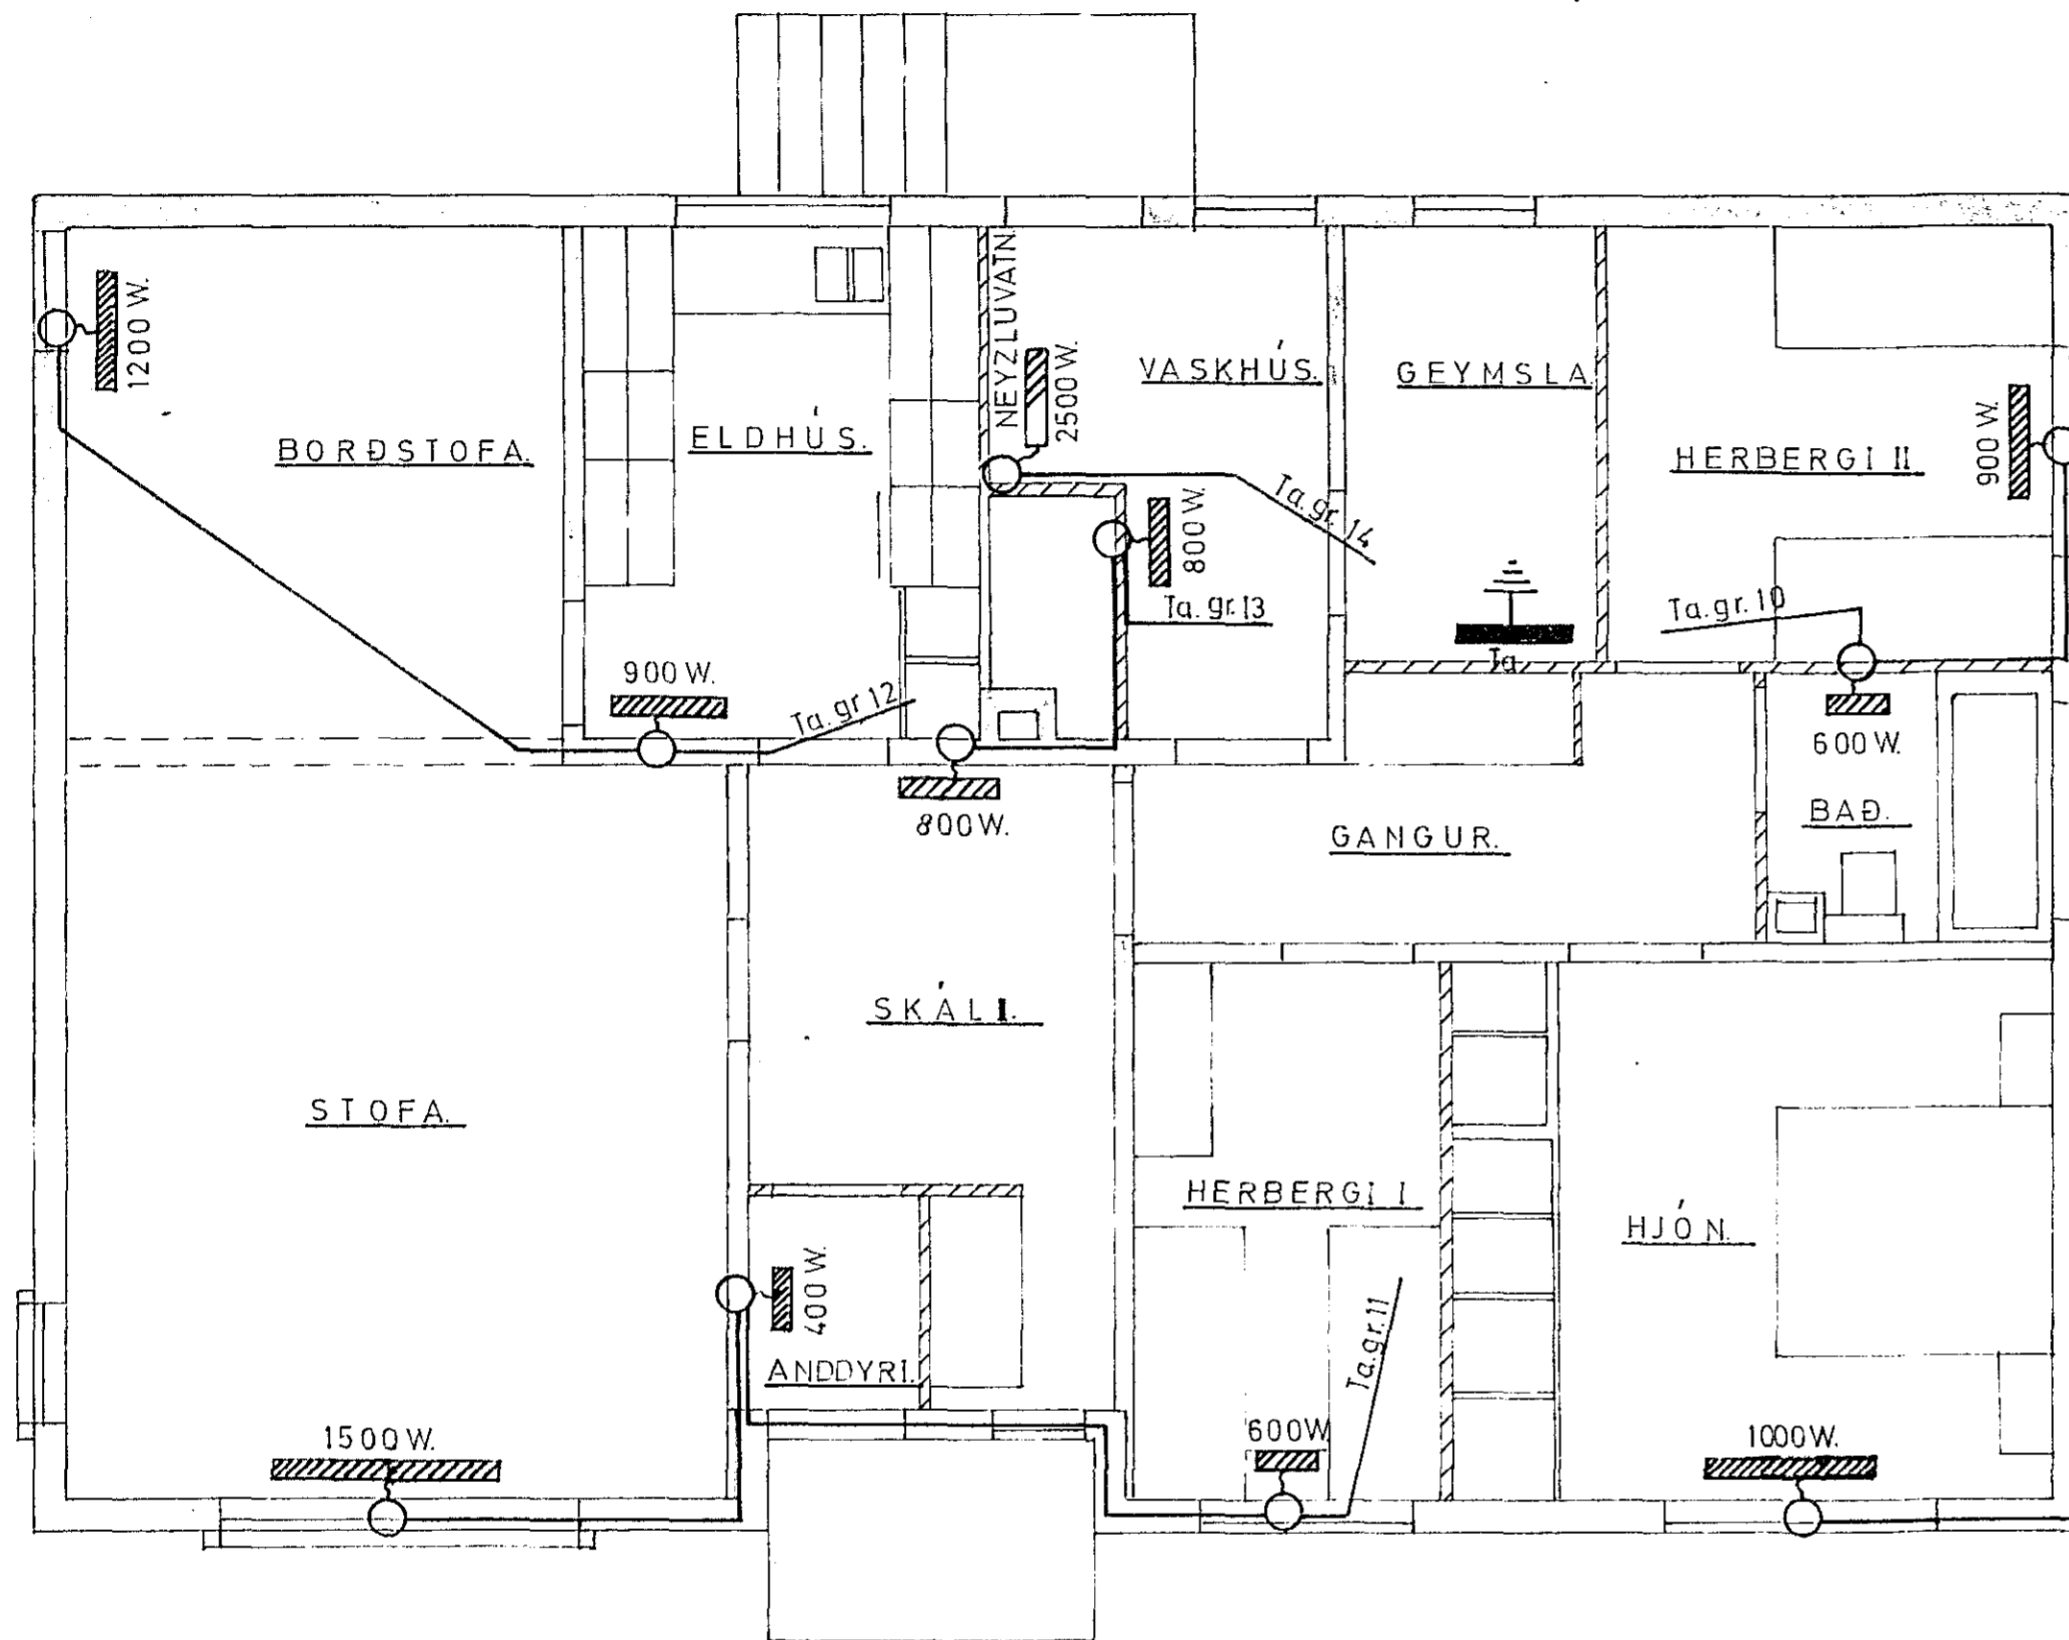 1200 W.
BORÐSTOFA.
ELDHÚS.
NEYZLUVATN
2500 W.
VASKHÚS.
GEYMSLA
HERBERGI II
900 W.
Ta. gr. 14
800 W.
Ta. gr. 13
Ta
Ta. gr. 10
900 W.
Ta. gr 12
600 W.
800 W.
GANGUR.
BAÐ.
SKÁLI.
STOFA.
HERBERGI I
HJÓN.
400 W.
ANDDYRI.
Ta. gr. 11
1500 W.
600 W
1000 W.